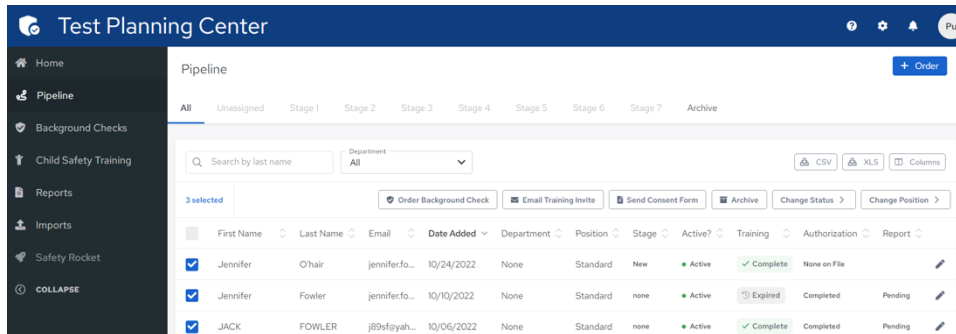 Test Planning Center
Pu
Home
Pipeline
Background Checks
Child Safety Training
Reports
Imports
Safety Rocket
COLLAPSE
Pipeline
+ Order
All Unassigned Stage 1 Stage 2 Stage 3 Stage 4 Stage 5 Stage 6 Stage 7 Archive
Search by last name
Department
All
CSV XLS Columns
3 selected Order Background Check Email Training Invite Send Consent Form Archive Change Status > Change Position >
First Name Last Name Email Date Added Department Position Stage Active? Training Authorization Report
Jennifer O'hair jennifer.fo... 10/24/2022 None Standard New Active Complete None on File
Jennifer Fowler jennifer.fo... 10/10/2022 None Standard none Active Expired Completed Pending
JACK FOWLER j89sf@yah... 10/06/2022 None Standard none Active Complete Completed Pending